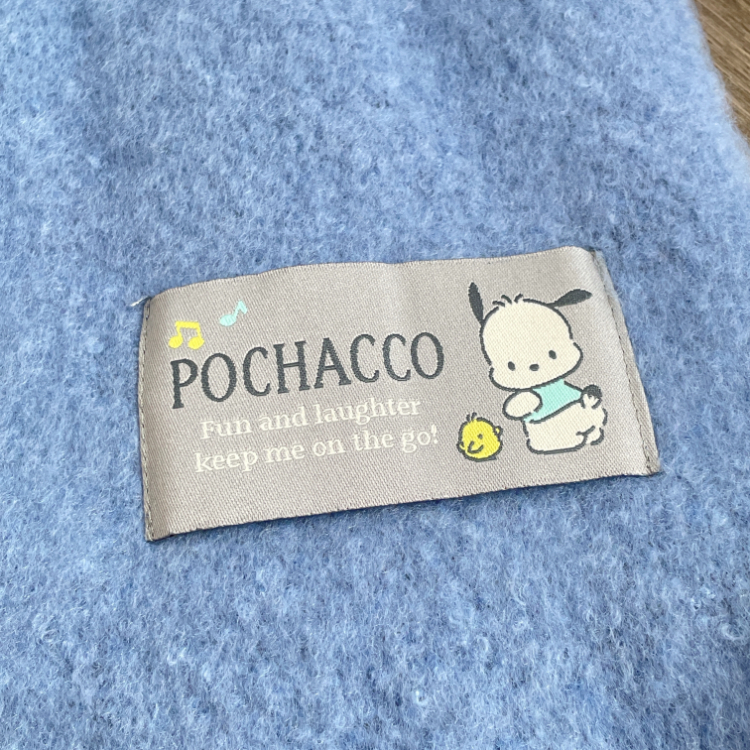 POCHACCO
Fun and laughter
keep me on the go!